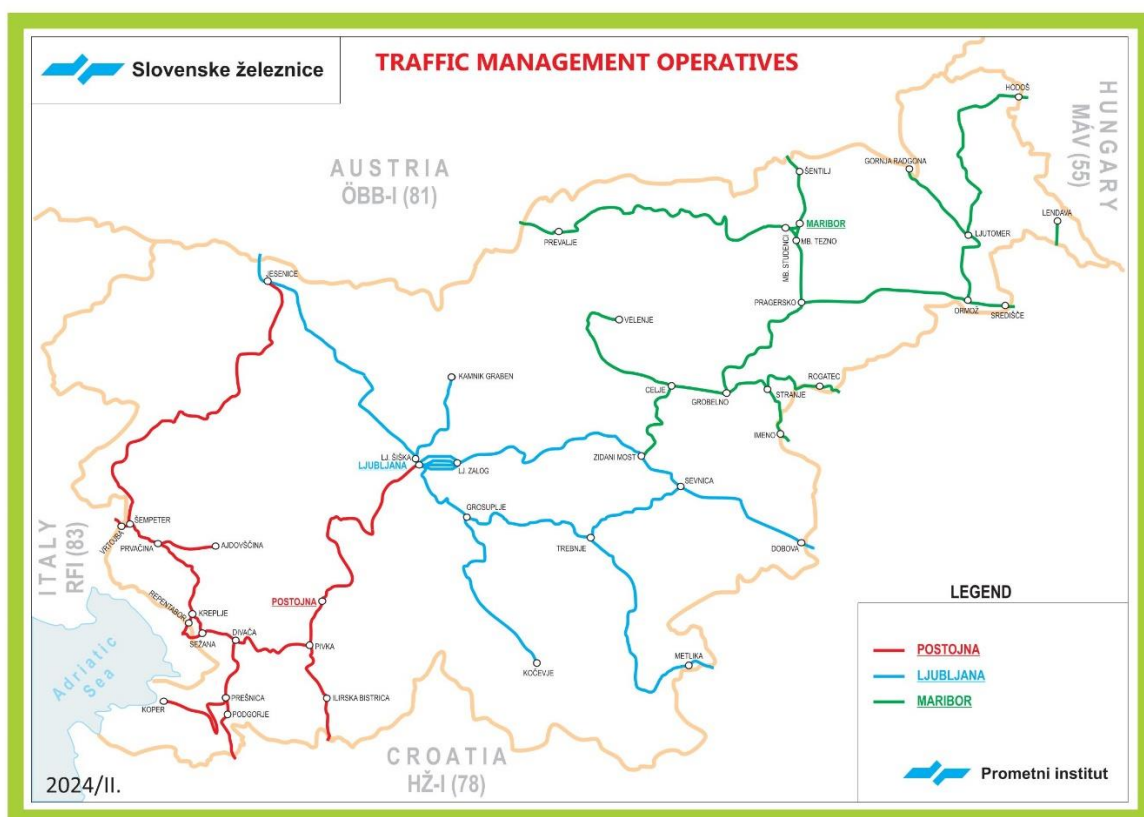 Slovenske železnice
TRAFFIC MANAGEMENT OPERATIVES
HUNGARY
MÁV (55)
AUSTRIA
ÖBB-I (81)
HODOŠ
GORNJA RADGONA
ŠENTILJ
LENDAVA
MARIBOR
PREVALJE
MB. STUDENCI
MB. TEZNO
LJUTOMER
JESENICE
PRAGERSKO
ORMOŽ
SREDIŠČE
VELENJE
KAMNIK GRABEN
CELJE
GROBELNO
STRANJE
ROGATEC
IMENO
LJ. ŠIŠKA
LJUBLJANA
LJ. ZALOG
ZIDANI MOST
SEVNICA
GROSUPLJE
TREBNJE
DOBOVA
ITALY
RFI (83)
ŠEMPETER
VRTOJBA
PRVAČINA
AJDOVŠČINA
POSTOJNA
REPENTABOR
KREPLJE
SEŽANA
DIVAČA
PIVKA
KOČEVJE
METLIKA
Adriatic
Sea
KOPER
PREŠNICA
PODGORJE
ILIRSKA BISTRICA
CROATIA
HŽ-I (78)
2024/II.
LEGEND
POSTOJNA
LJUBLJANA
MARIBOR
Prometni institut